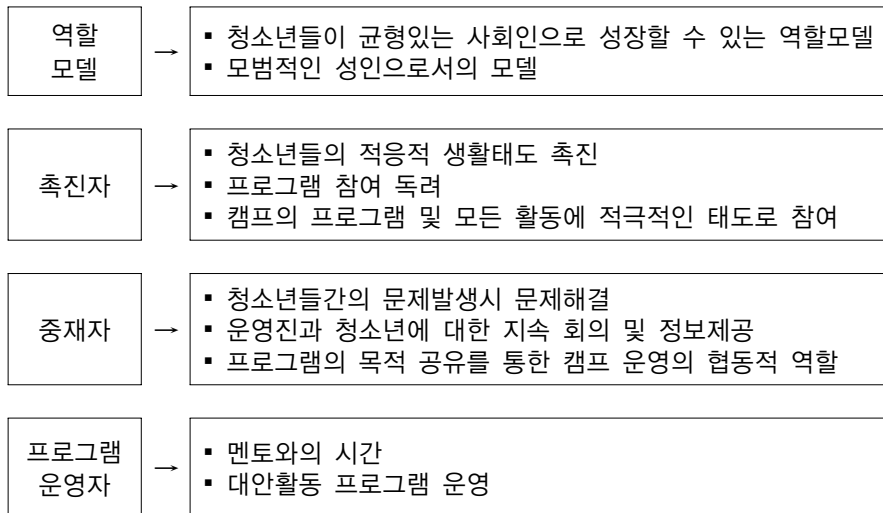 역할
모델
→
▪ 청소년들이 균형있는 사회인으로 성장할 수 있는 역할모델
▪ 모범적인 성인으로서의 모델
촉진자
→
▪ 청소년들의 적응적 생활태도 촉진
▪ 프로그램 참여 독려
▪ 캠프의 프로그램 및 모든 활동에 적극적인 태도로 참여
중재자
→
▪ 청소년들간의 문제발생시 문제해결
▪ 운영진과 청소년에 대한 지속 회의 및 정보제공
▪ 프로그램의 목적 공유를 통한 캠프 운영의 협동적 역할
프로그램
운영자
→
▪ 멘토와의 시간
▪ 대안활동 프로그램 운영